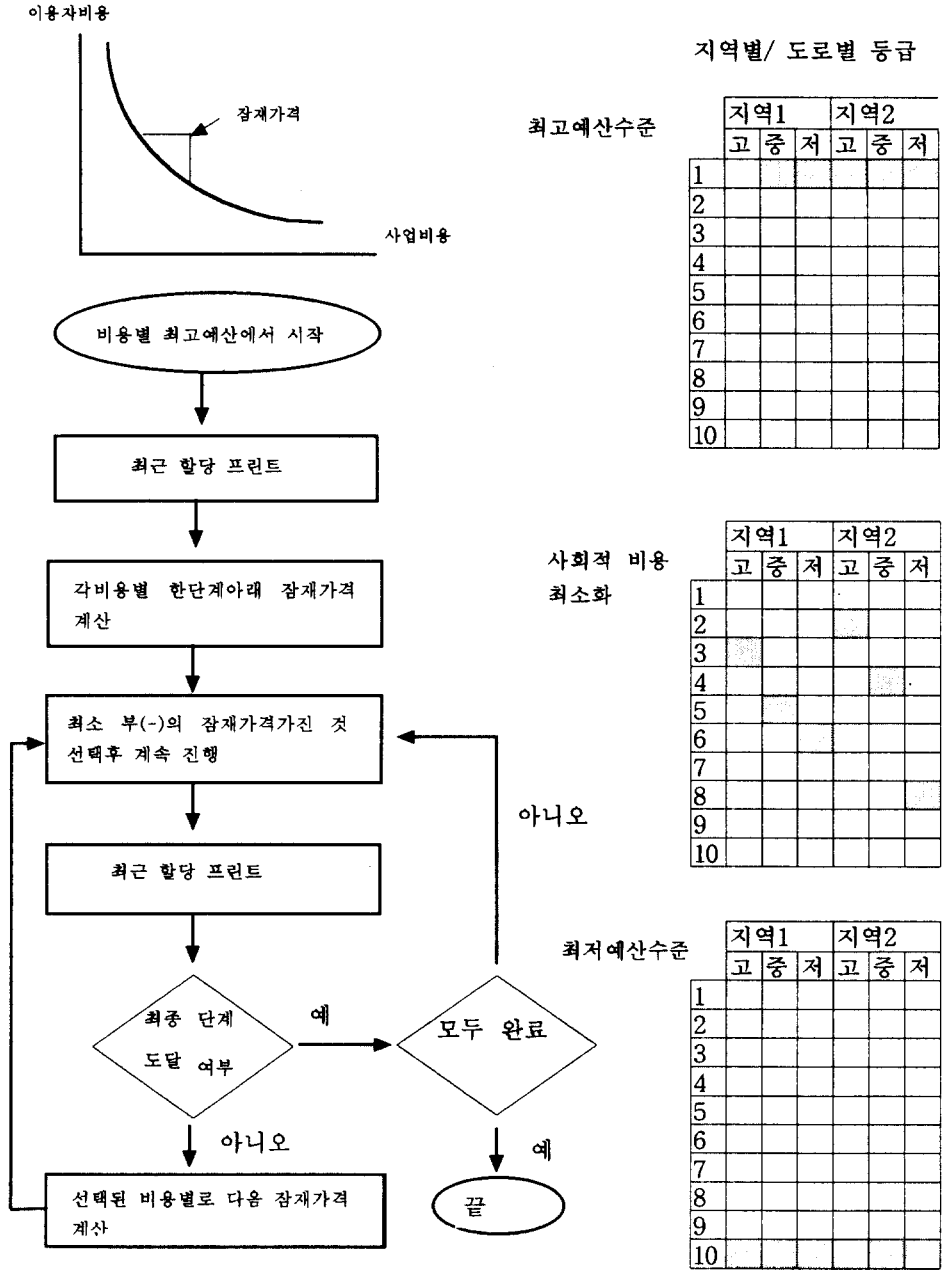 이용자비용
잠재가격
사업비용
비용별 최고예산에서 시작
최근 할당 프린트
각비용별 한단계아래 잠재가격
계산
최소 부(-)의 잠재가격가진 것
선택후 계속 진행
최근 할당 프린트
최종 단계
도달 여부
예
모두 완료
아니오
아니오
예
선택된 비용별로 다음 잠재가격
계산
끝
지역별/ 도로별 등급
최고예산수준
지역1 지역2
고 중 저 고 중 저
1
2
3
4
5
6
7
8
9
10
사회적 비용
최소화
지역1 지역2
고 중 저 고 중 저
1
2
3
4
5
6
7
8
9
10
최저예산수준
지역1 지역2
고 중 저 고 중 저
1
2
3
4
5
6
7
8
9
10